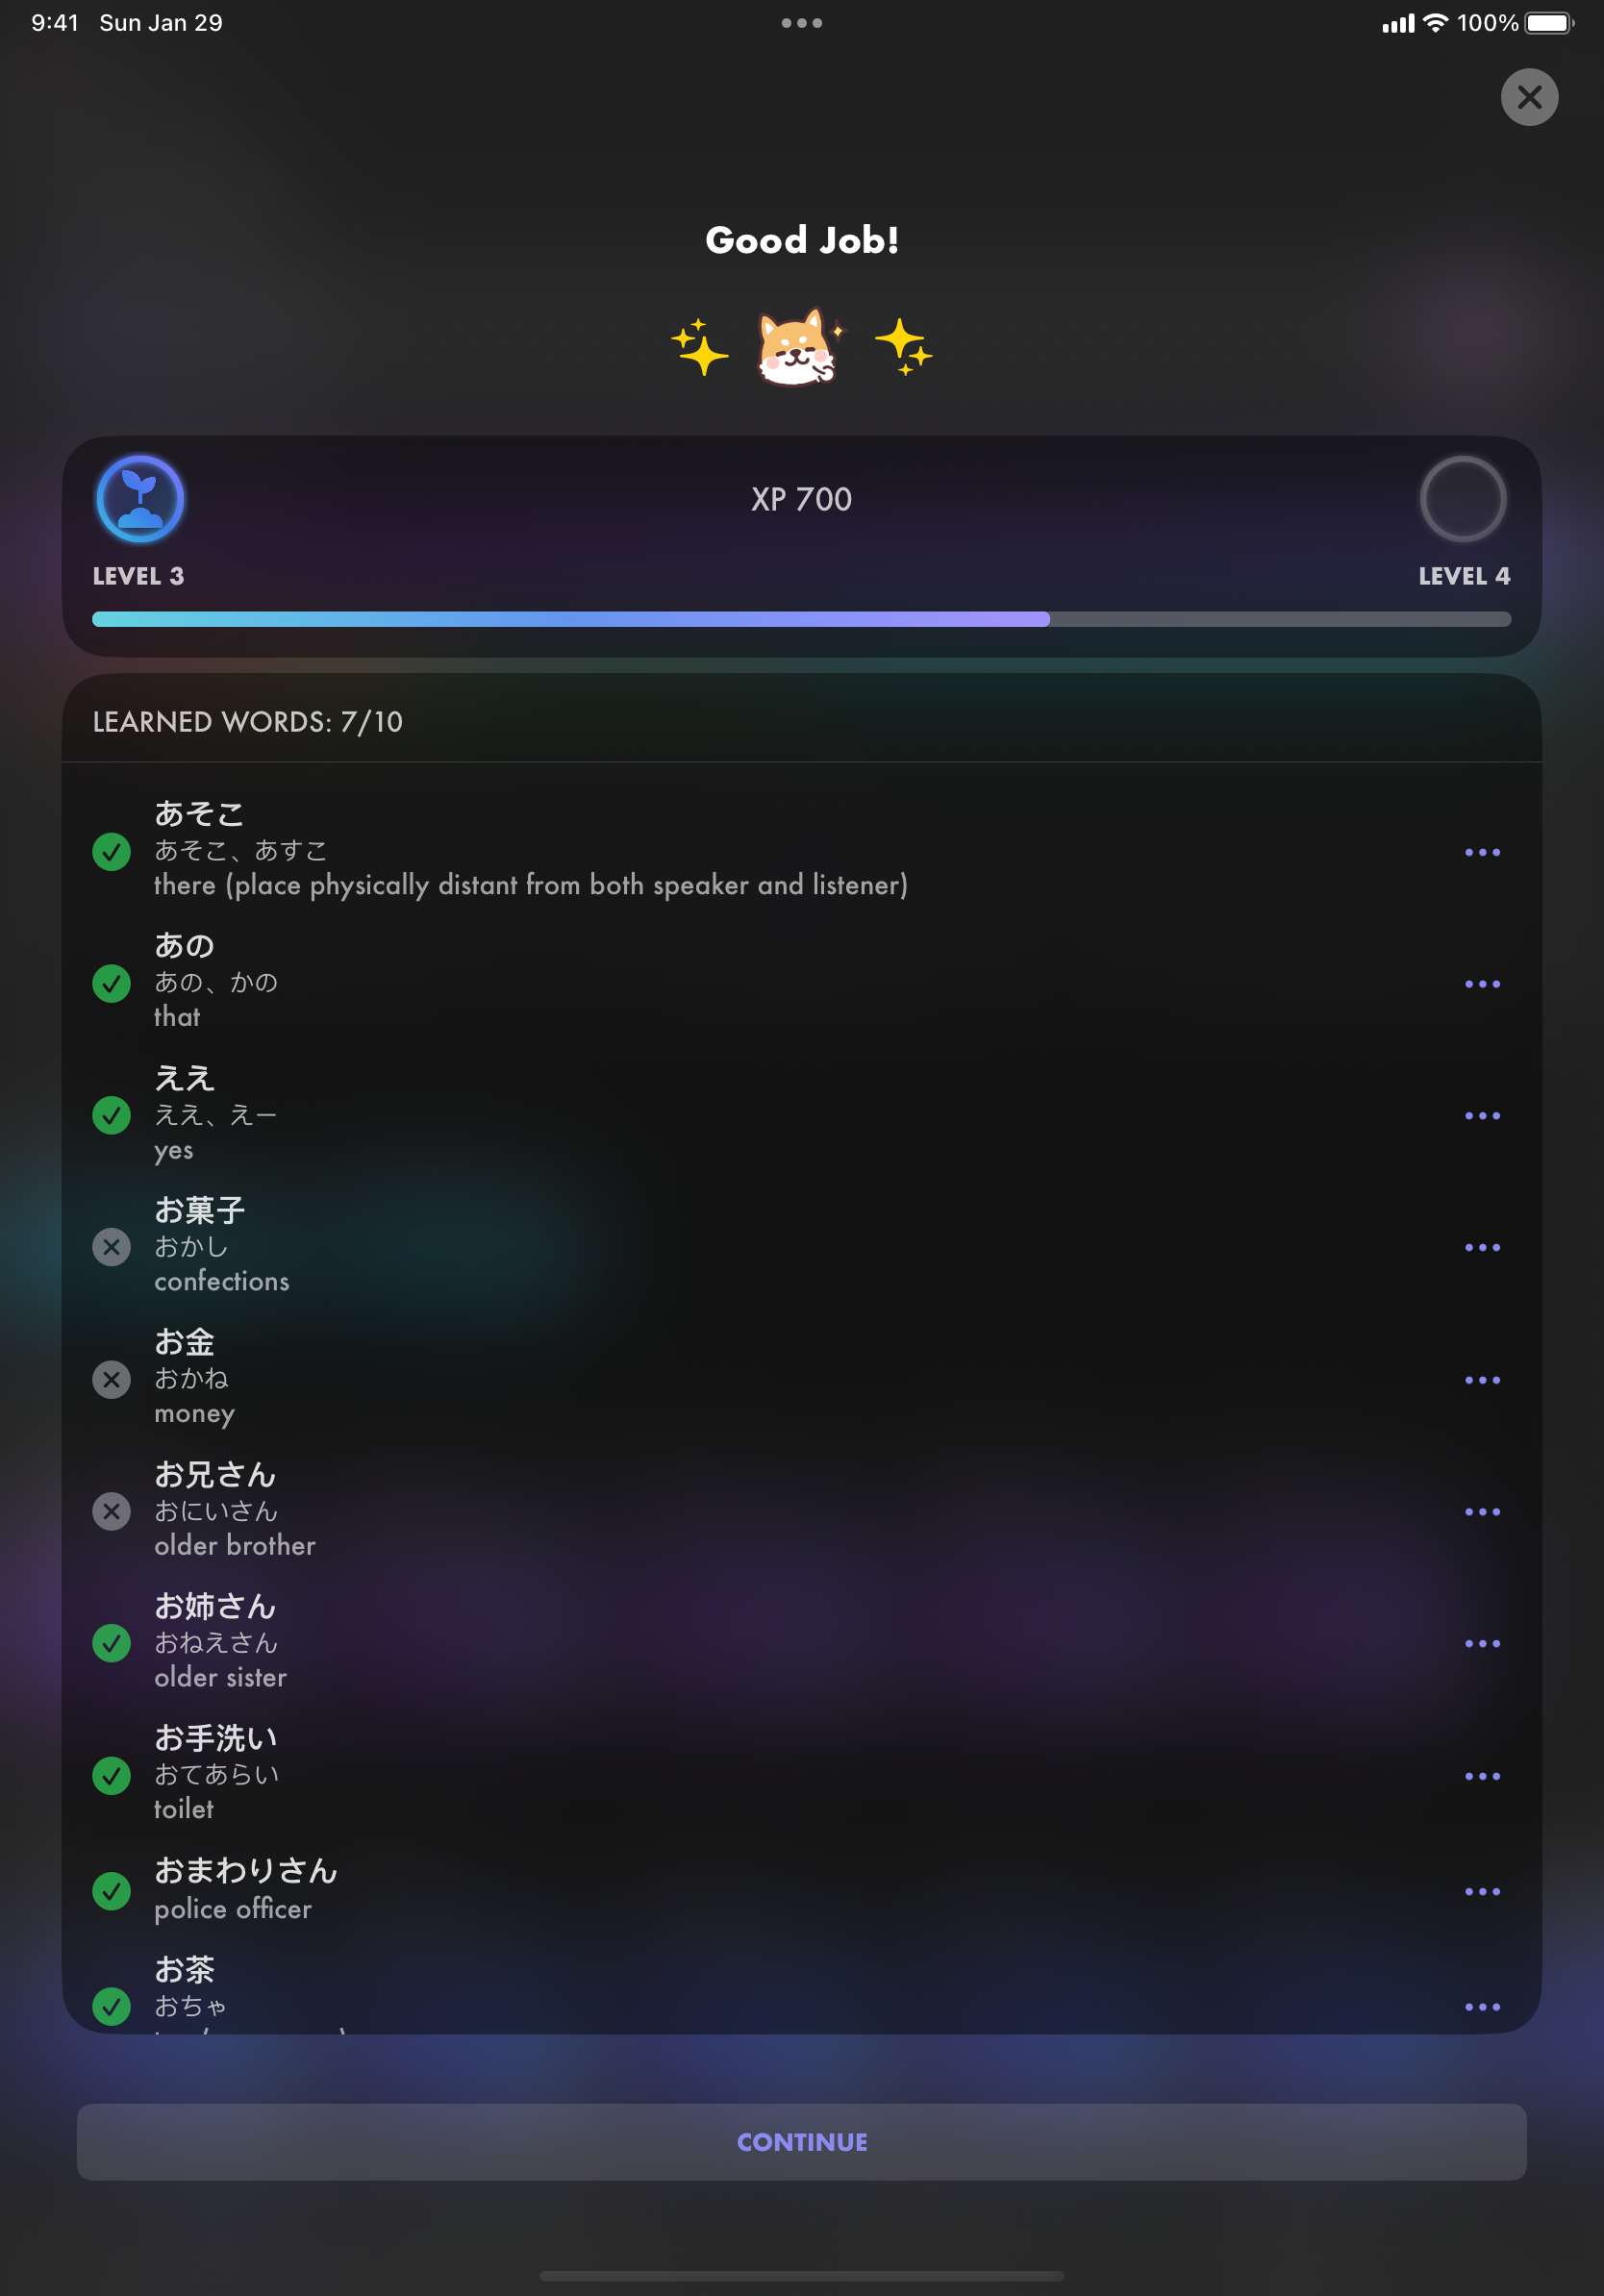 9:41 Sun Jan 29
100%
Good Job!
XP 700
LEVEL 3
LEVEL 4
LEARNED WORDS: 7/10
あそこ
あそこ、あすこ
there (place physically distant from both speaker and listener)
あの
あの、かの
that
ええ
ええ、えー
yes
お菓子
おかし
confections
お金
おかね
money
お兄さん
おにいさん
older brother
お姉さん
おねえさん
older sister
お手洗い
おてあらい
toilet
おまわりさん
police officer
お茶
おちゃ
CONTINUE